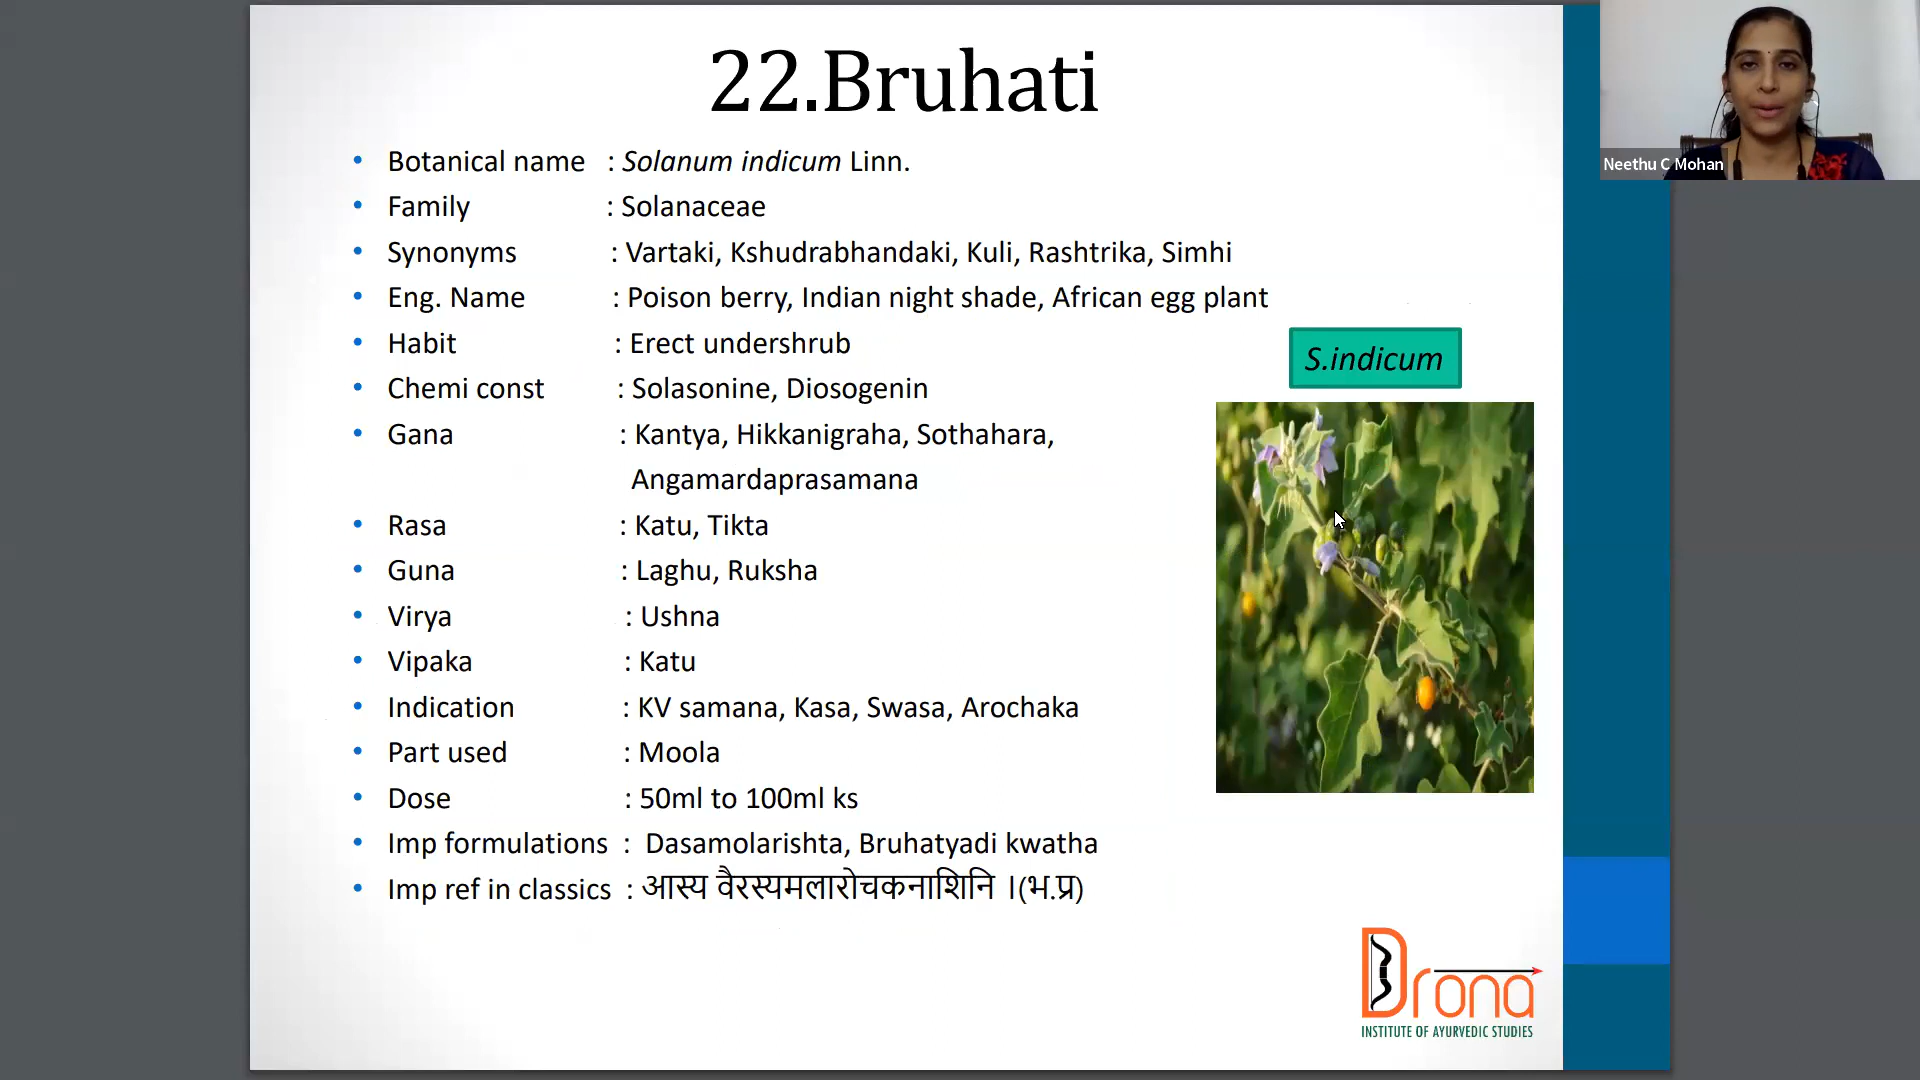 22.Bruhati
Neethu C Mohan
• Botanical name : Solanum indicum Linn.
• Family : Solanaceae
• Synonyms : Vartaki, Kshudrabhandaki, Kuli, Rashtrika, Simhi
• Eng. Name : Poison berry, Indian night shade, African egg plant
• Habit : Erect undershrub
• Chemi const : Solasonine, Diosogenin
• Gana : Kantya, Hikkanigraha, Sothahara,
Angamardaprasamana
• Rasa : Katu, Tikta
• Guna : Laghu, Ruksha
• Virya : Ushna
• Vipaka : Katu
• Indication : KV samana, Kasa, Swasa, Arochaka
• Part used : Moola
• Dose : 50ml to 100ml ks
• Imp formulations : Dasamolarishta, Bruhatyadi kwatha
• Imp ref in classics : आस्य वैरस्यमलारोचकनाशिनि ।(भ.प्र)
S.indicum
Drona
INSTITUTE OF AYURVEDIC STUDIES